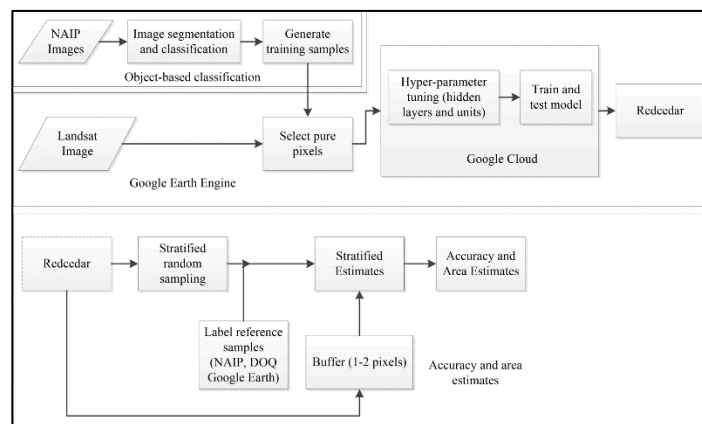 NAIP
Images
Image segmentation
and classification
Generate
training samples
Object-based classification
Hyper-parameter
tuning (hidden
layers and units)
Train and
test model
Redcedar
Landsat
Image
Select pure
pixels
Google Cloud
Google Earth Engine
Redcedar
Stratified
random
sampling
Stratified
Estimates
Accuracy and
Area Estimates
Label reference
samples
(NAIP, DOQ
Google Earth)
Buffer (1-2 pixels)
Accuracy and area
estimates